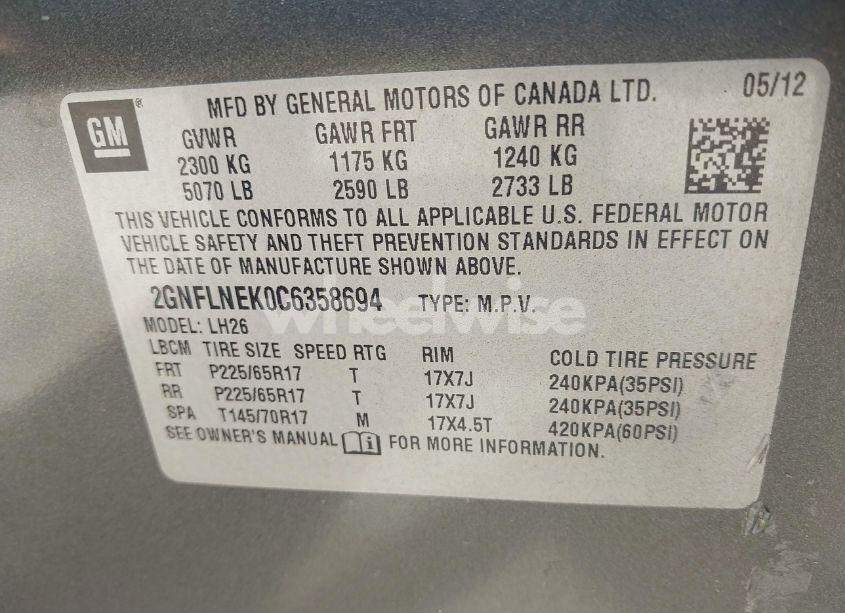 GM®
MFD BY GENERAL MOTORS OF CANADA LTD. 05/12
GVWR GAWR FRT GAWR RR
2300 KG 1175 KG 1240 KG
5070 LB 2590 LB 2733 LB
THIS VEHICLE CONFORMS TO ALL APPLICABLE U.S. FEDERAL MOTOR
VEHICLE SAFETY AND THEFT PREVENTION STANDARDS IN EFFECT ON
THE DATE OF MANUFACTURE SHOWN ABOVE.
2GNFLNEK0C6358694 TYPE: M.P.V.
wheelwise
MODEL: LH26
LBCM TIRE SIZE SPEED RTG RIM COLD TIRE PRESSURE
FRT P225/65R17 T 17X7J 240KPA(35PSI)
RR P225/65R17 T 17X7J 240KPA(35PSI)
SPA T145/70R17 M 17X4.5T 420KPA(60PSI)
SEE OWNER'S MANUAL i FOR MORE INFORMATION.